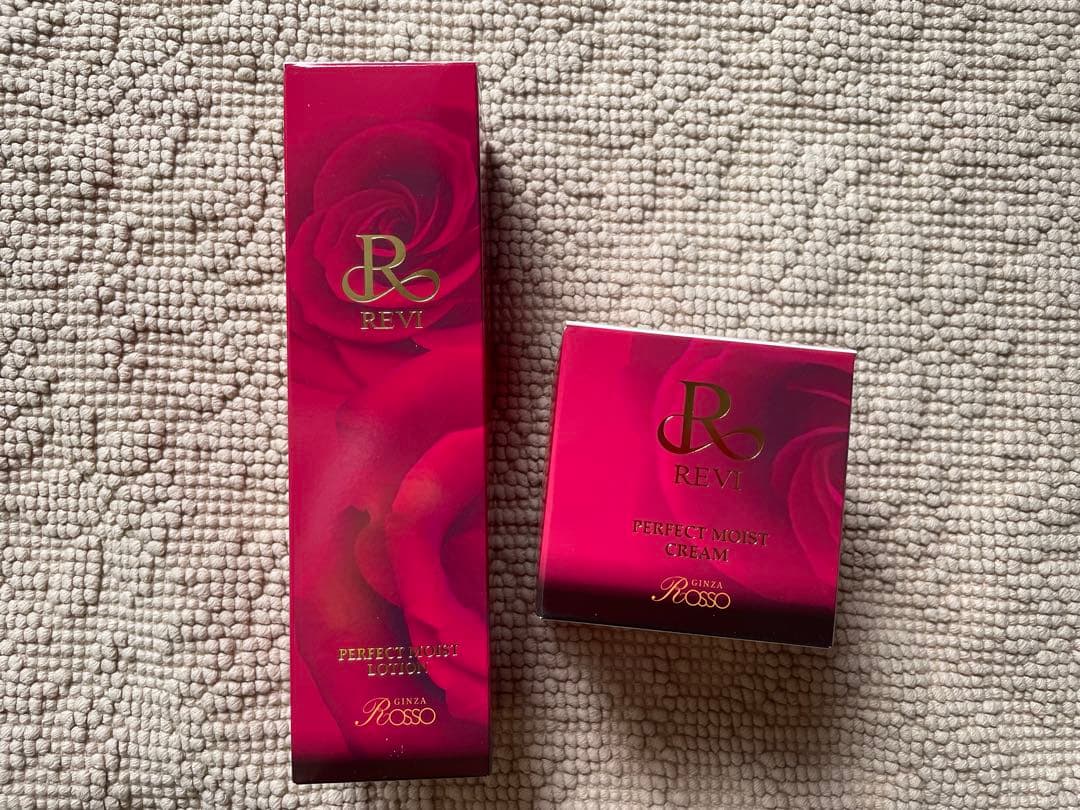 R
REVI
PERFECT MOIST
LOTION
GINZA
Rosso
R
REVI
PERFECT MOIST
CREAM
GINZA
Rosso